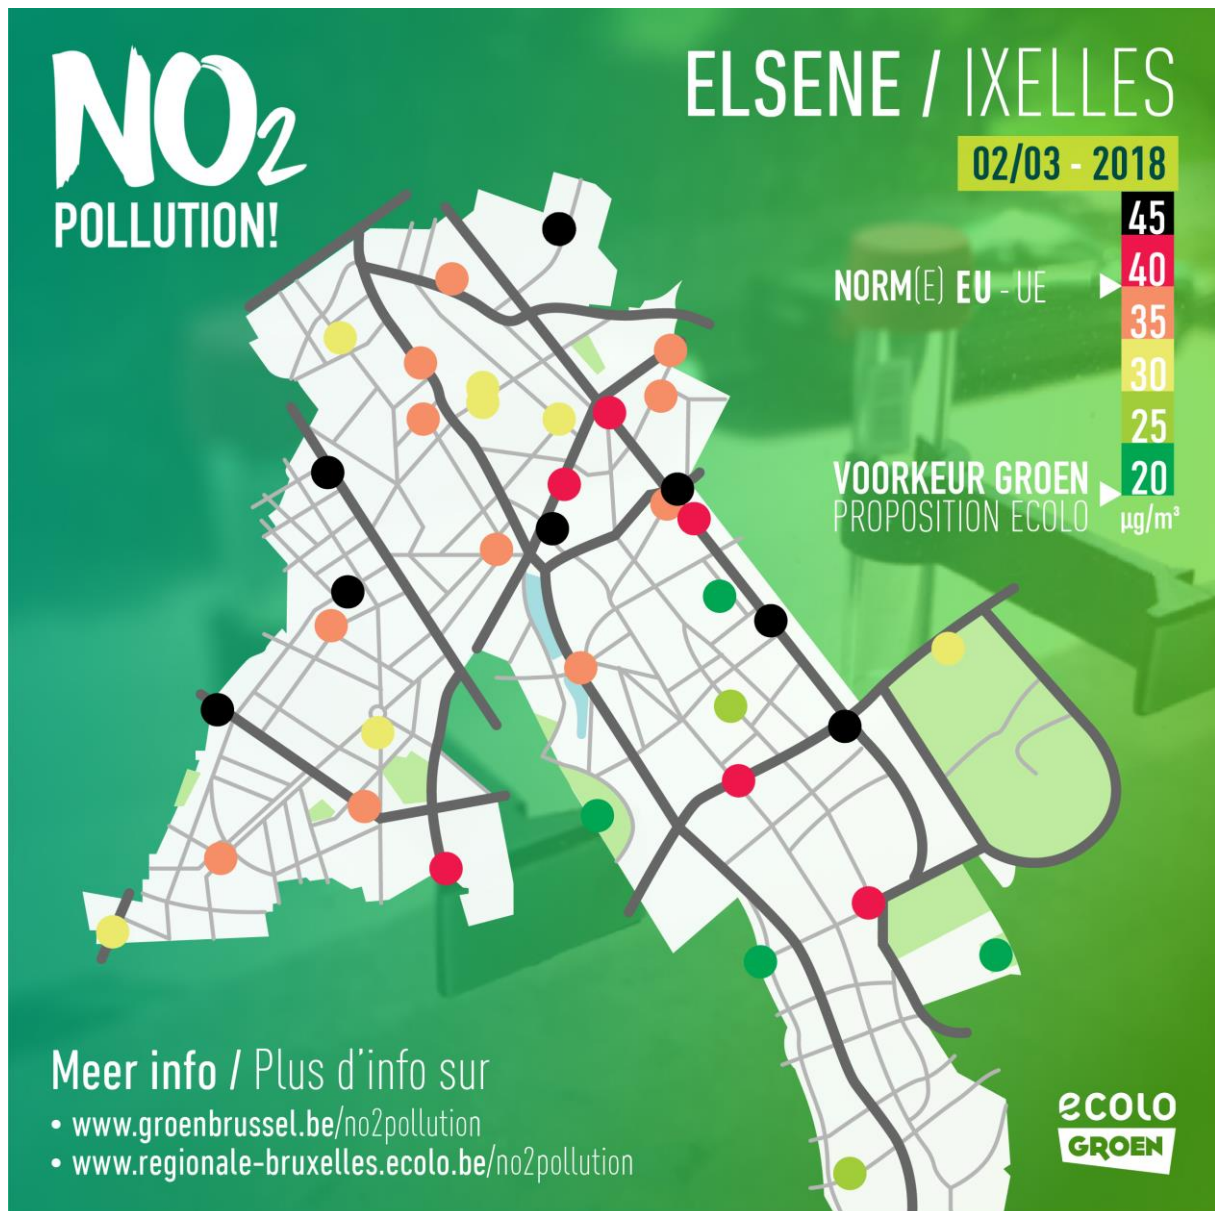 NO2
POLLUTION!
ELSENE / IXELLES
02/03 - 2018
45
40
NORM(E) EU - UE
35
30
25
20
VOORKEUR GROEN
PROPOSITION ECOLO
µg/m³
Meer info / Plus d'info sur
• www.groenbrussel.be/no2pollution
• www.regionale-bruxelles.ecolo.be/no2pollution
ecolo
GROEN